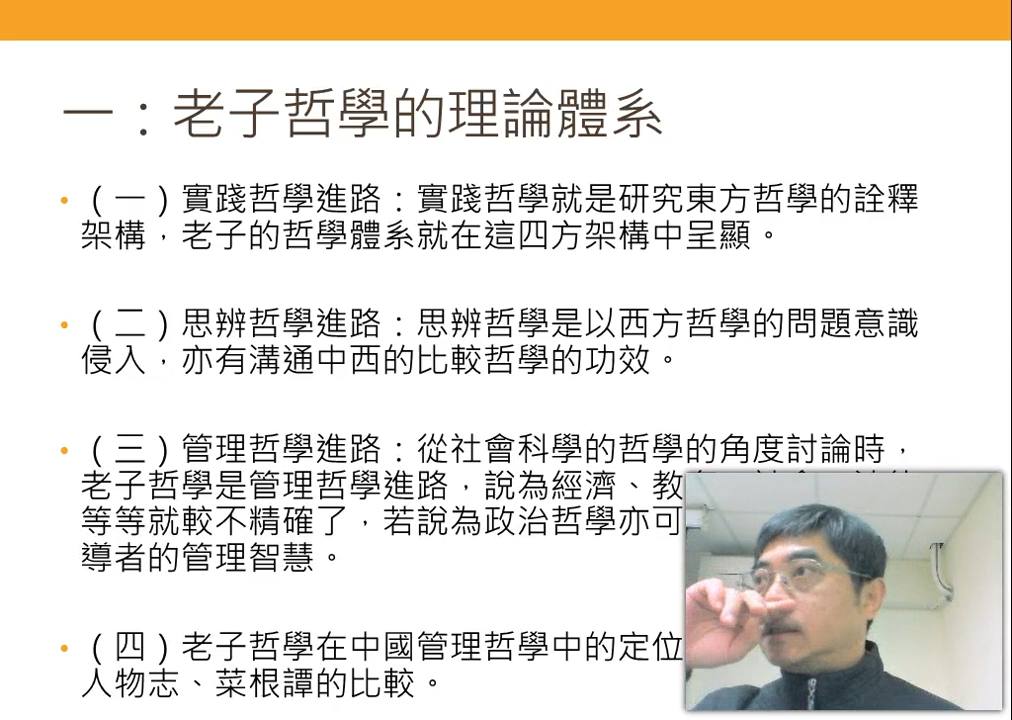 一：老子哲學的理論體系
• （一）實踐哲學進路：實踐哲學就是研究東方哲學的詮釋
架構，老子的哲學體系就在這四方架構中呈顯。
• （二）思辨哲學進路：思辨哲學是以西方哲學的問題意識
侵入，亦有溝通中西的比較哲學的功效。
• （三）管理哲學進路：從社會科學的哲學的角度討論時，
老子哲學是管理哲學進路，說為經濟、教
等等就較不精確了，若說為政治哲學亦可
導者的管理智慧。
• （四）老子哲學在中國管理哲學中的定位
人物志、菜根譚的比較。